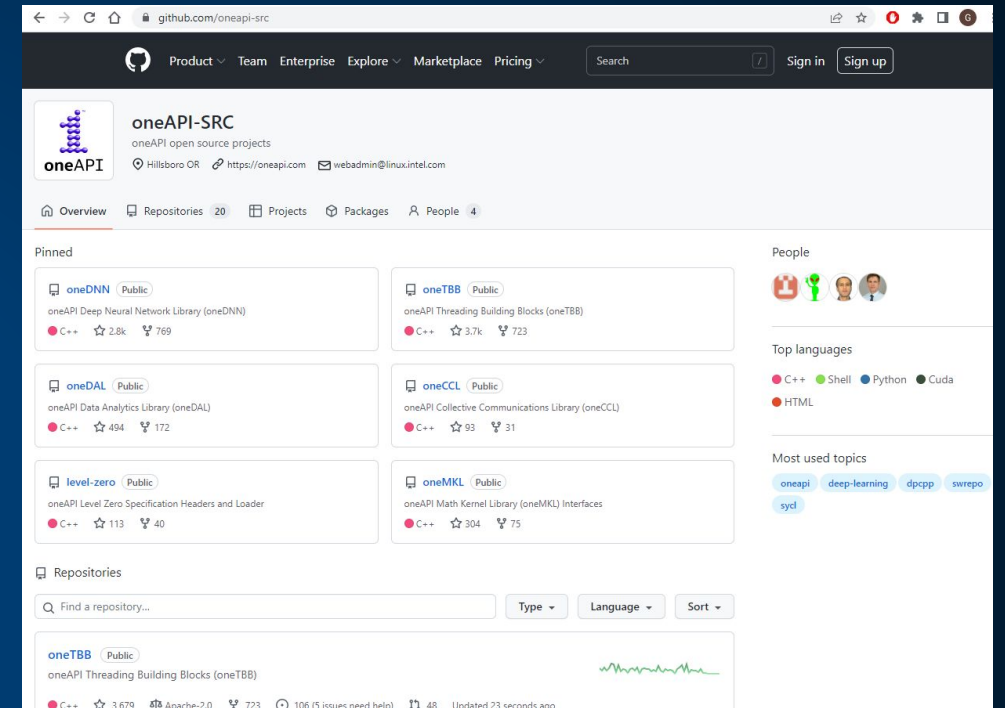 github.com/oneapi-src
G
Product Team Enterprise Explore Marketplace Pricing Search / Sign in Sign up
oneAPI
oneAPI-SRC
oneAPI open source projects
Hillsboro OR https://oneapi.com webadmin@linux.intel.com
Overview Repositories 20 Projects Packages People 4
Pinned
oneDNN Public
oneAPI Deep Neural Network Library (oneDNN)
C++ 2.8k 769
oneTBB Public
oneAPI Threading Building Blocks (oneTBB)
C++ 3.7k 723
oneDAL Public
oneAPI Data Analytics Library (oneDAL)
C++ 494 172
oneCCL Public
oneAPI Collective Communications Library (oneCCL)
C++ 93 31
level-zero Public
oneAPI Level Zero Specification Headers and Loader
C++ 113 40
oneMKL Public
oneAPI Math Kernel Library (oneMKL) Interfaces
C++ 304 75
Repositories
Find a repository... Type Language Sort
oneTBB Public
oneAPI Threading Building Blocks (oneTBB)
C++ 3,679 Apache-2.0 723 106 (5 issues need help) 48 Updated 23 seconds ago
People
Top languages
C++ Shell Python Cuda
HTML
Most used topics
oneapi deep-learning dpcpp swrepo
sycl